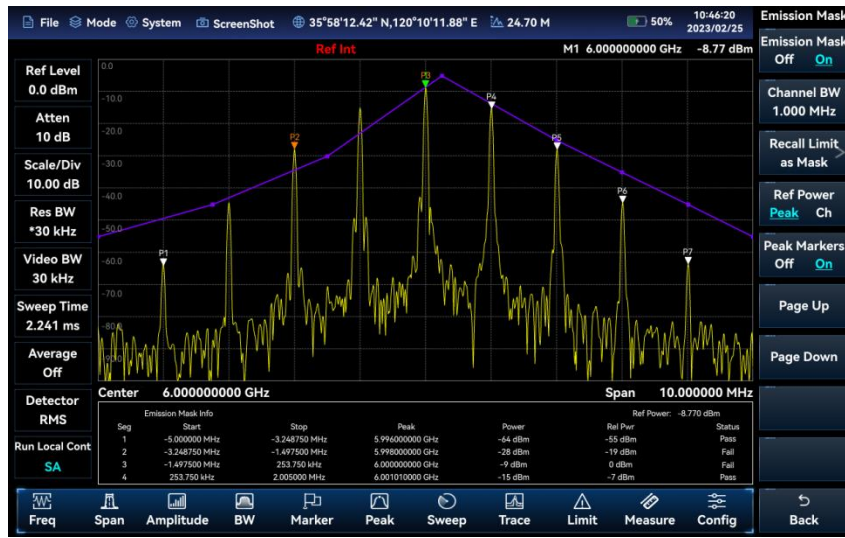 File Mode System ScreenShot 35°58'12.42" N,120°10'11.88" E 24.70 M 50% 10:46:20 2023/02/25
Ref Int M1 6.000000000 GHz -8.77 dBm
Ref Level
0.0 dBm
Atten
10 dB
Scale/Div
10.00 dB
Res BW
*30 kHz
Video BW
30 kHz
Sweep Time
2.241 ms
Average
Off
Detector
RMS
Run Local Cont
SA
0.0
-10.0
-20.0
-30.0
-40.0
-50.0
-60.0
-70.0
-80.0
-90.0
P1
P2
P3
P4
P5
P6
P7
Center 6.000000000 GHz Span 10.000000 MHz
Emission Mask Info Ref Power: -8.770 dBm
Seg Start Stop Peak Power Rel Pwr Status
1 -5.000000 MHz -3.248750 MHz 5.996000000 GHz -64 dBm -55 dBm Pass
2 -3.248750 MHz -1.497500 MHz 5.998000000 GHz -28 dBm -19 dBm Fail
3 -1.497500 MHz 253.750 kHz 6.000000000 GHz -9 dBm 0 dBm Fail
4 253.750 kHz 2.005000 MHz 6.001010000 GHz -15 dBm -7 dBm Pass
Emission Mask
Emission Mask
Off On
Channel BW
1.000 MHz
Recall Limit
as Mask
Ref Power
Peak Ch
Peak Markers
Off On
Page Up
Page Down
Back
Freq Span Amplitude BW Marker Peak Sweep Trace Limit Measure Config